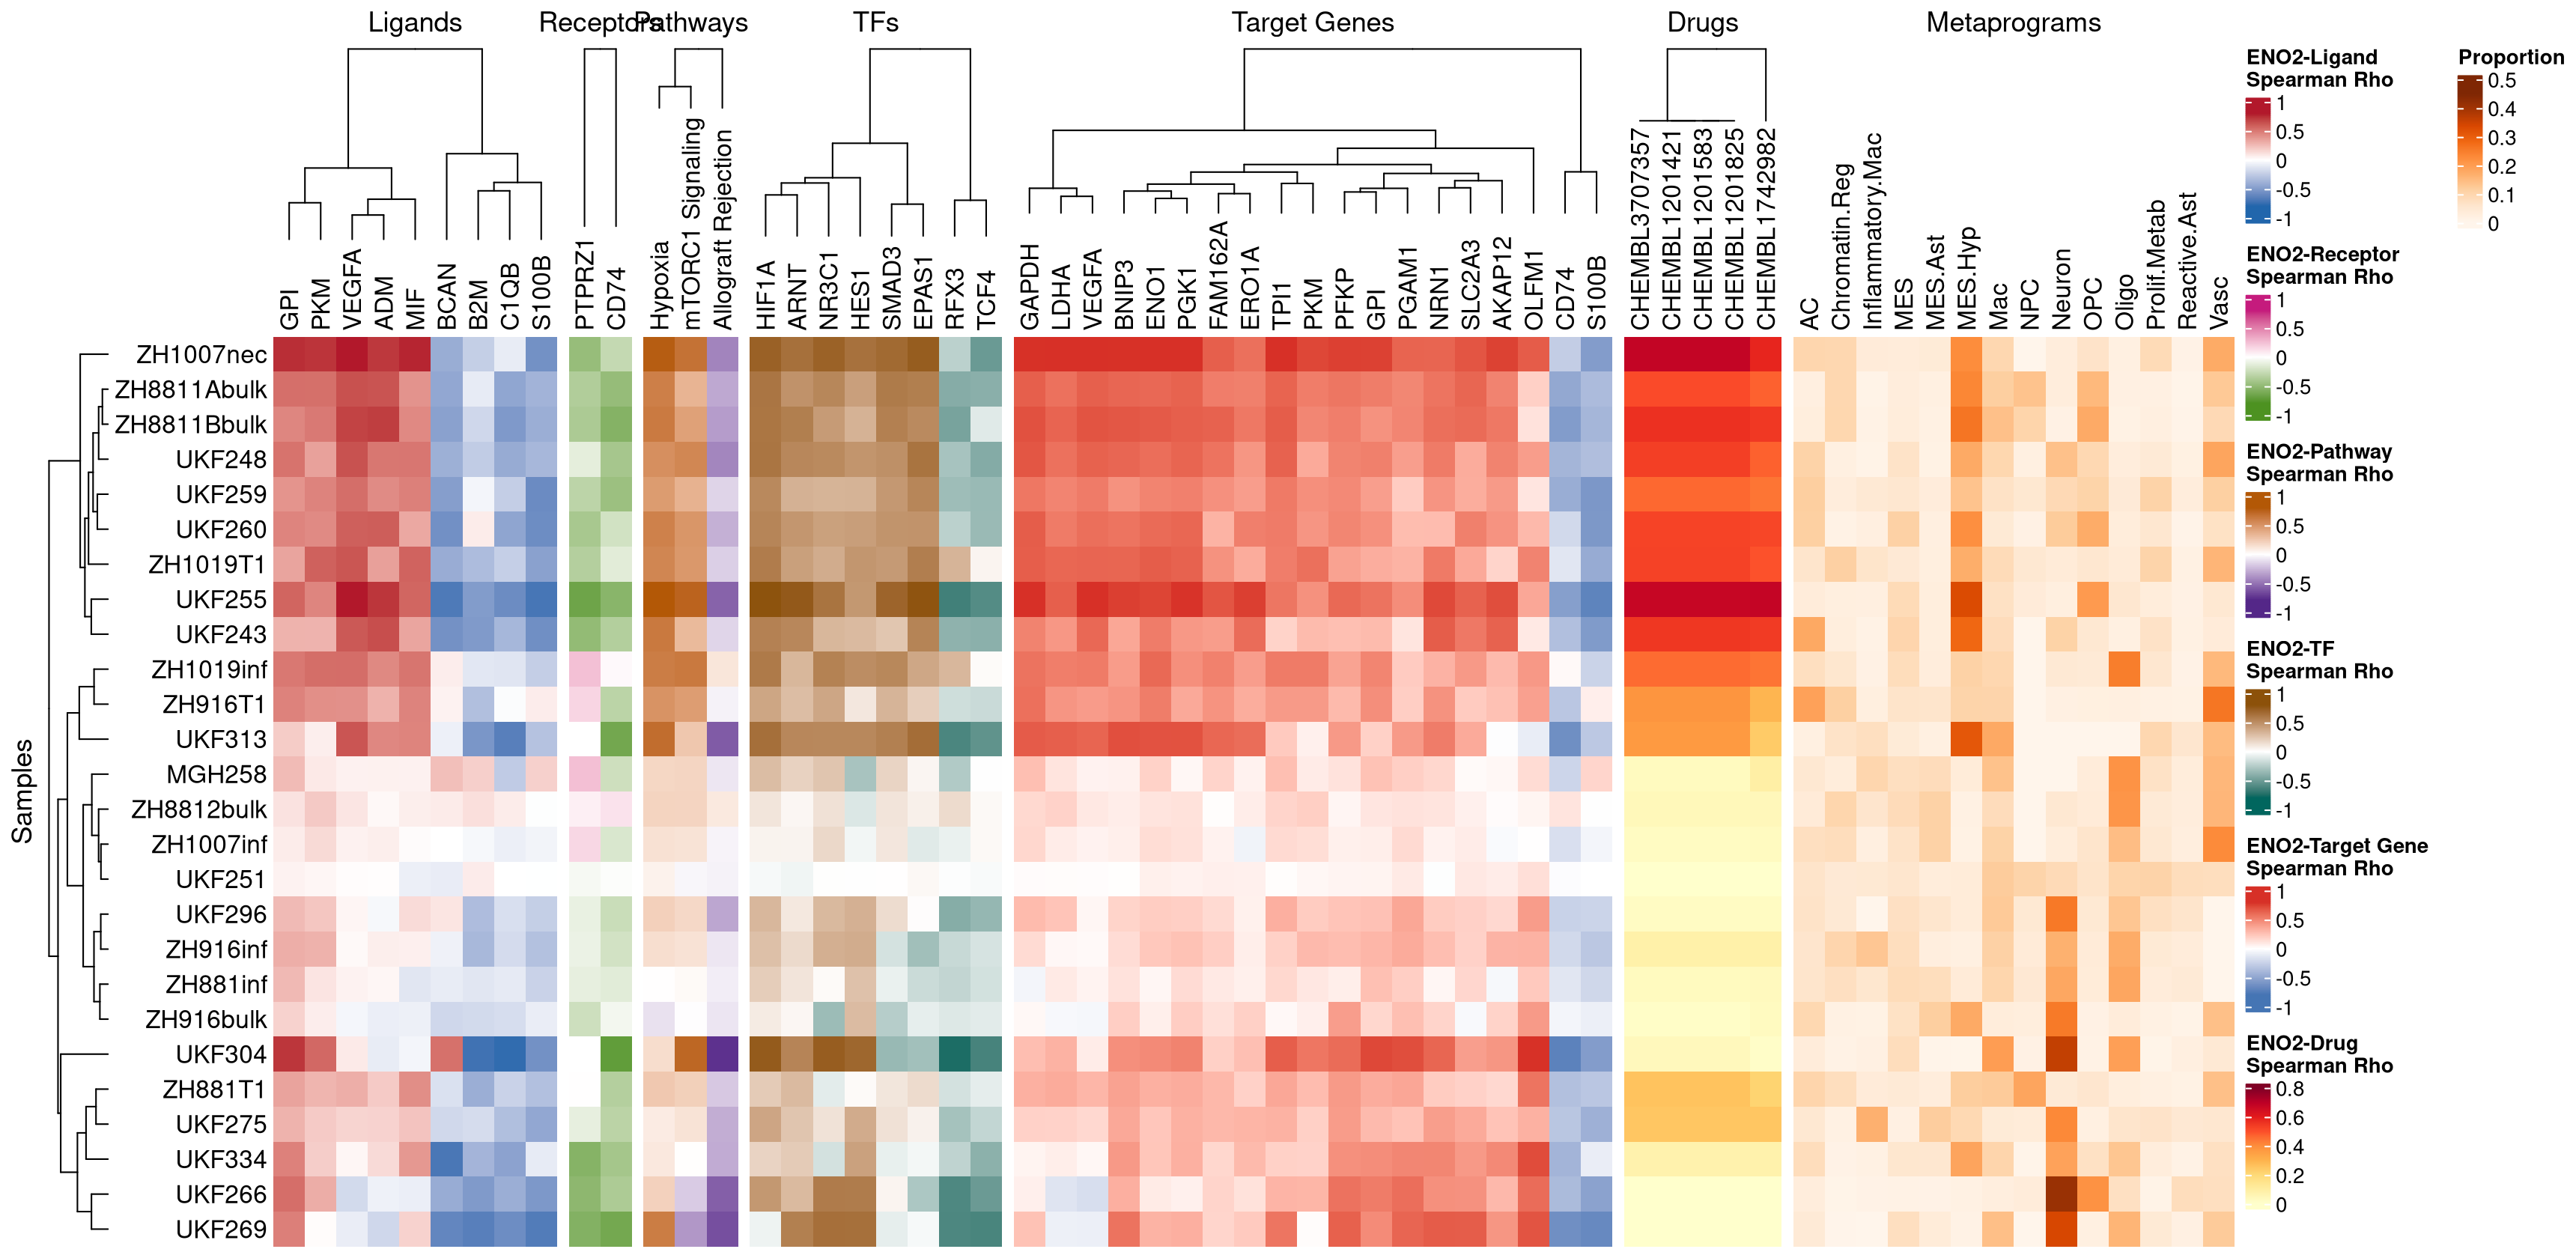 Ligands
Receptors
Pathways
TFs
Target Genes
Drugs
Metaprograms
GPI
PKM
VEGFA
ADM
MIF
BCAN
B2M
C1QB
S100B
PTPRZ1
CD74
Hypoxia
mTORC1 Signaling
Allograft Rejection
HIF1A
ARNT
NR3C1
HES1
SMAD3
EPAS1
RFX3
TCF4
GAPDH
LDHA
VEGFA
BNIP3
ENO1
PGK1
FAM162A
ERO1A
TPI1
PKM
PFKP
GPI
PGAM1
NRN1
SLC2A3
AKAP12
OLFM1
CD74
S100B
CHEMBL3707357
CHEMBL1201421
CHEMBL1201583
CHEMBL1201825
CHEMBL1742982
AC
Chromatin.Reg
Inflammatory.Mac
MES
MES.Ast
MES.Hyp
Mac
NPC
Neuron
OPC
Oligo
Prolif.Metab
Reactive.Ast
Vasc
Samples
ZH1007nec
ZH8811Abulk
ZH8811Bbulk
UKF248
UKF259
UKF260
ZH1019T1
UKF255
UKF243
ZH1019inf
ZH916T1
UKF313
MGH258
ZH8812bulk
ZH1007inf
UKF251
UKF296
ZH916inf
ZH881inf
ZH916bulk
UKF304
ZH881T1
UKF275
UKF334
UKF266
UKF269
ENO2-Ligand
Spearman Rho
1
0.5
0
-0.5
-1
ENO2-Receptor
Spearman Rho
1
0.5
0
-0.5
-1
ENO2-Pathway
Spearman Rho
1
0.5
0
-0.5
-1
ENO2-TF
Spearman Rho
1
0.5
0
-0.5
-1
ENO2-Target Gene
Spearman Rho
1
0.5
0
-0.5
-1
ENO2-Drug
Spearman Rho
0.8
0.6
0.4
0.2
0
Proportion
0.5
0.4
0.3
0.2
0.1
0